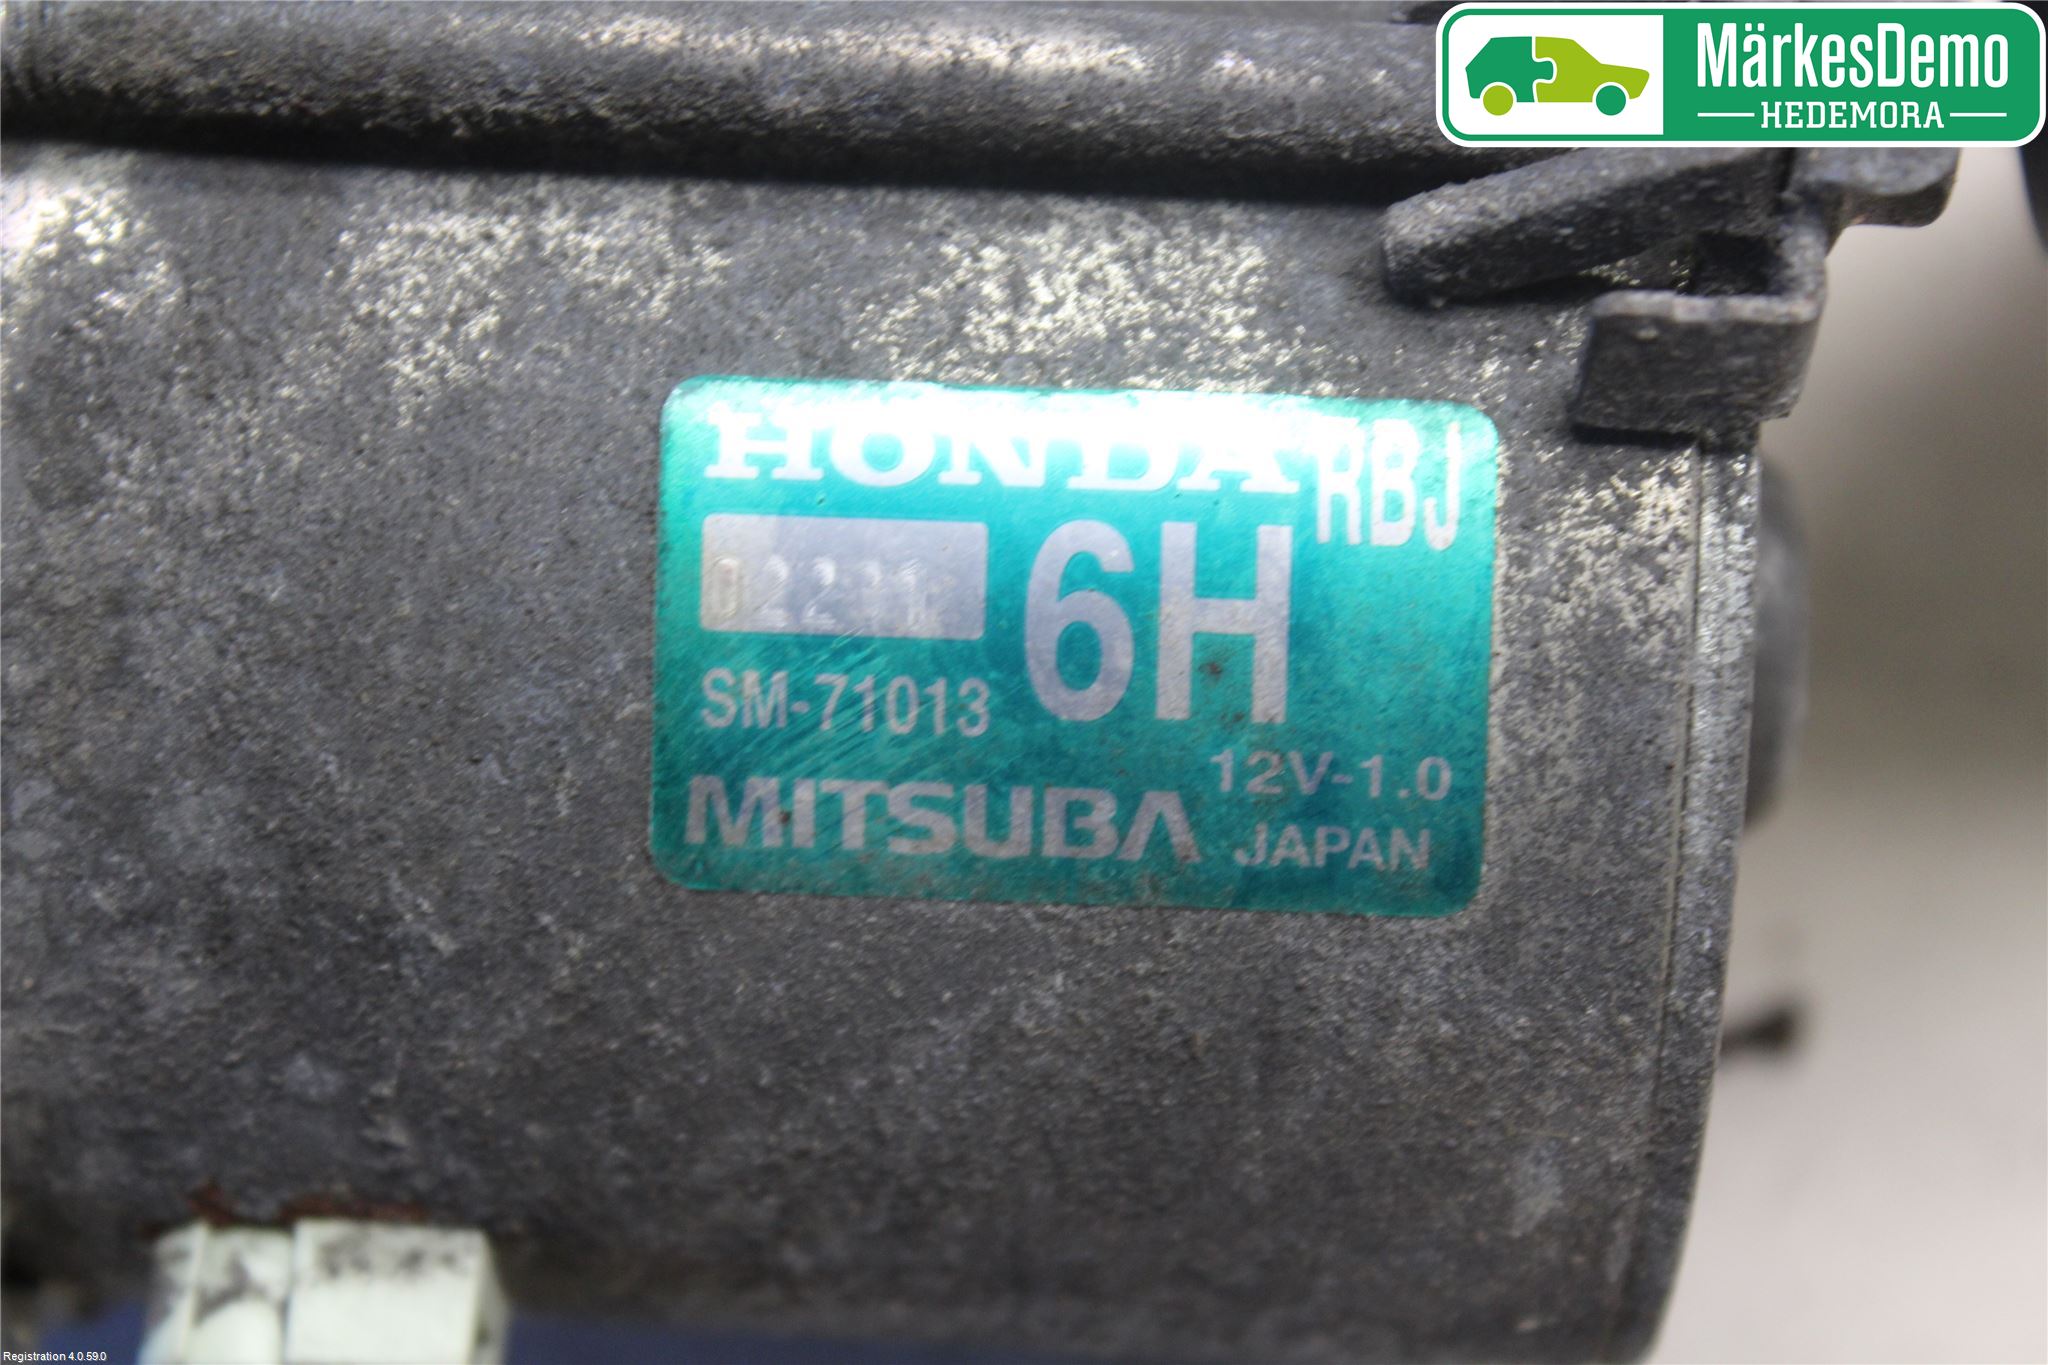 MärkesDemo
HEDEMORA
HONDA
RBJ
6H
SM-71013
12V-1.0
MITSUBA
JAPAN
Registration 4.0.59.0